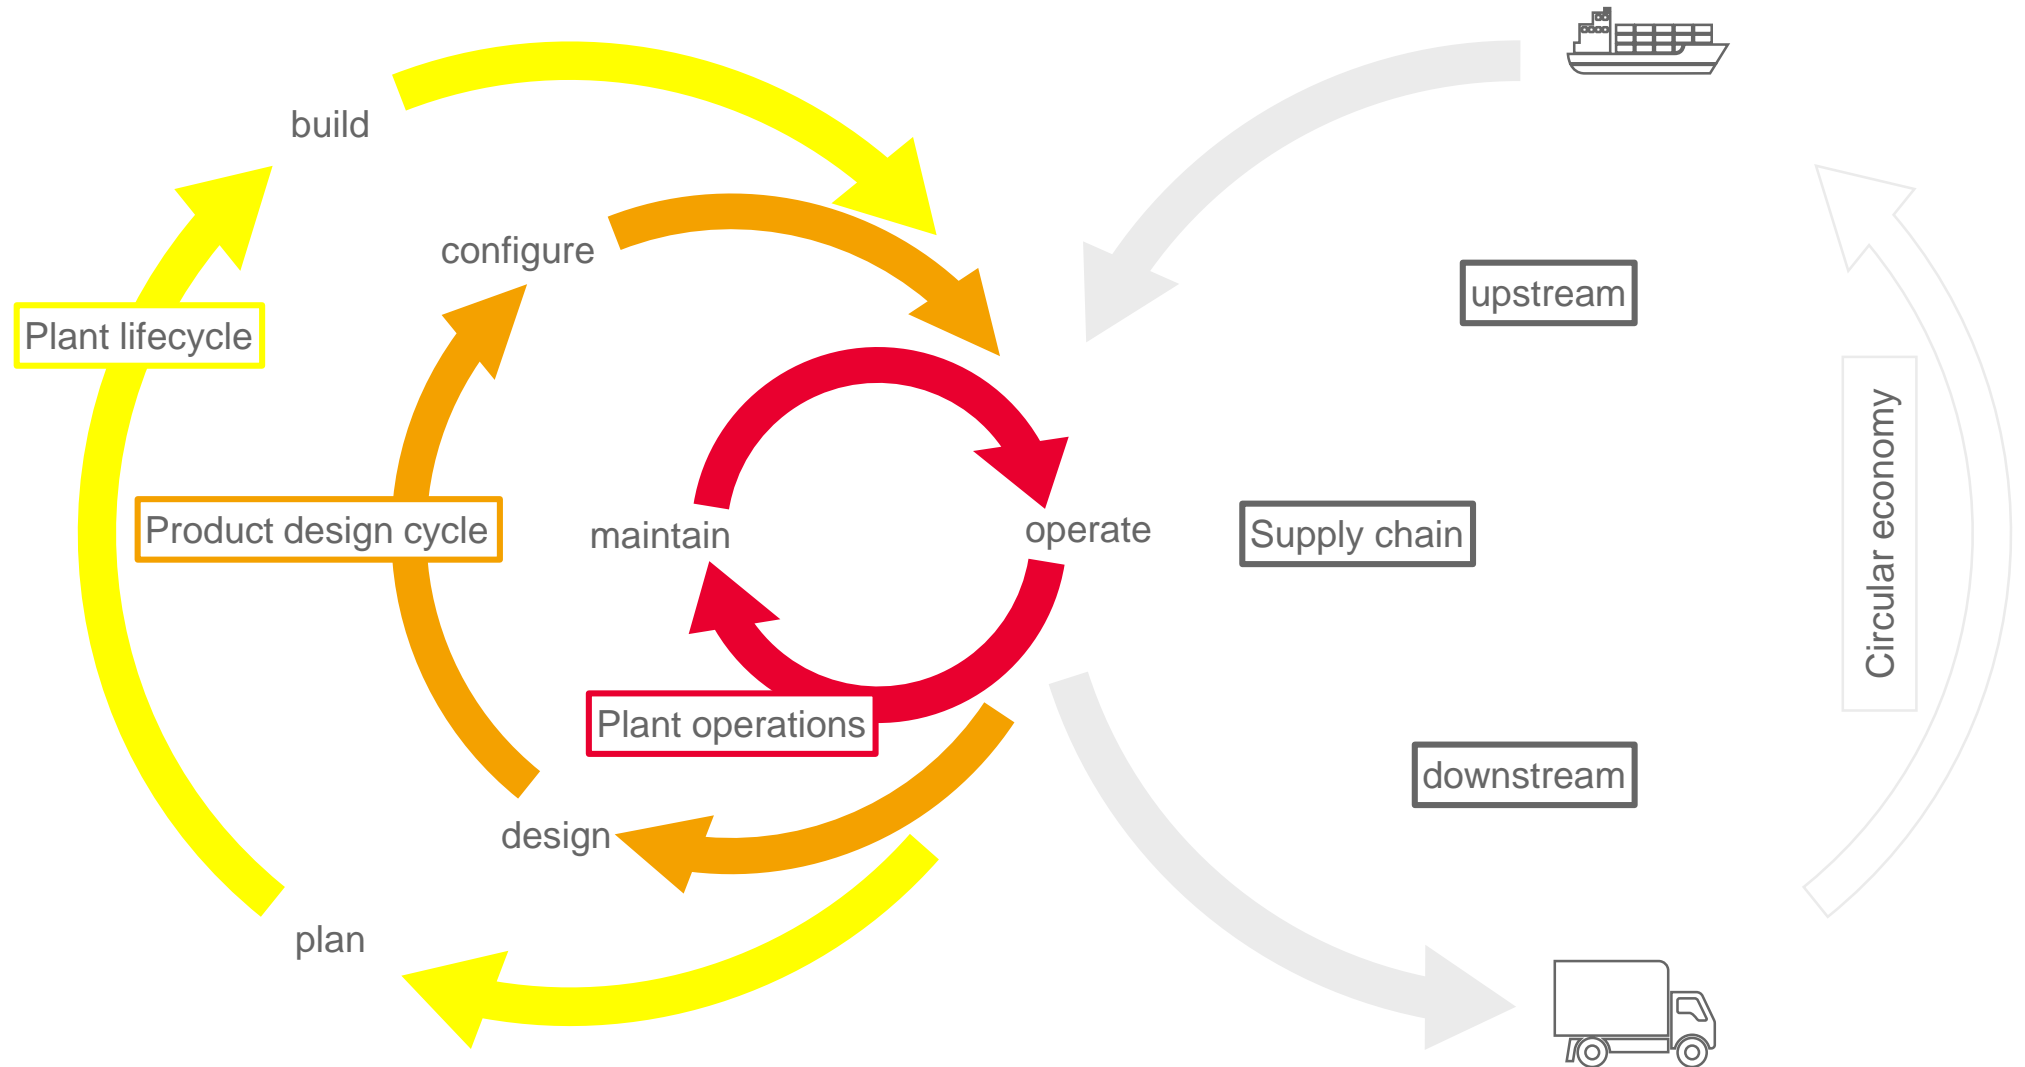 build
configure
upstream
Plant lifecycle
Product design cycle
maintain
operate
Supply chain
Circular economy
Plant operations
downstream
design
plan